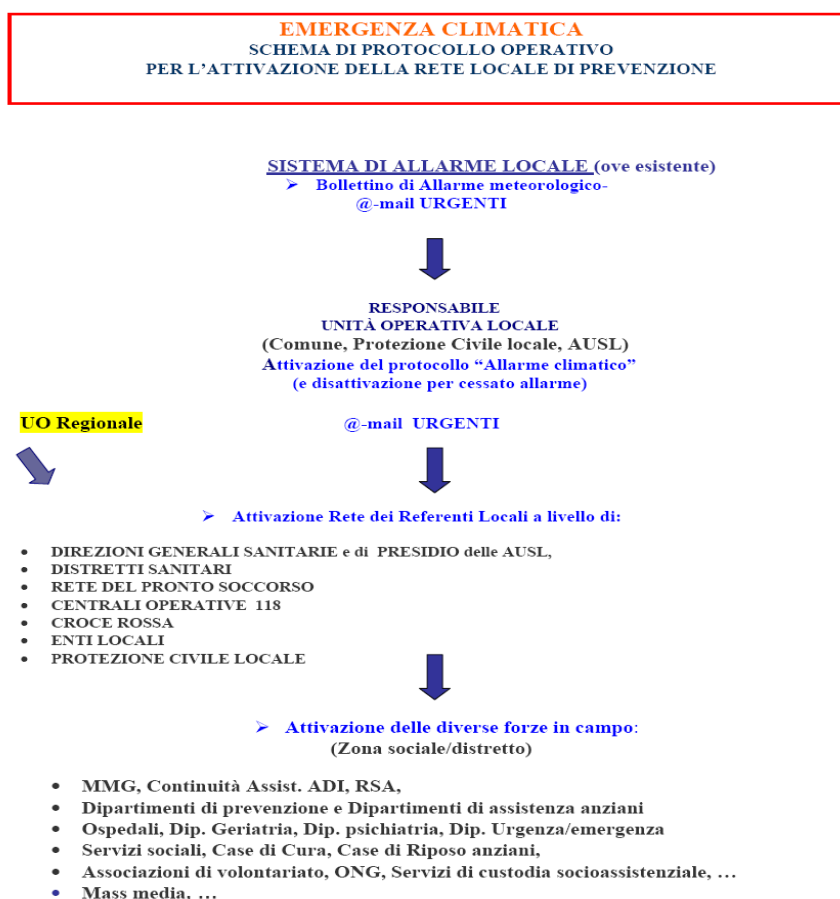 EMERGENZA CLIMATICA
SCHEMA DI PROTOCOLLO OPERATIVO
PER L'ATTIVAZIONE DELLA RETE LOCALE DI PREVENZIONE
SISTEMA DI ALLARME LOCALE (ove esistente)
➢ Bollettino di Allarme meteorologico-
@-mail URGENTI
RESPONSABILE
UNITÀ OPERATIVA LOCALE
(Comune, Protezione Civile locale, AUSL)
Attivazione del protocollo “Allarme climatico”
(e disattivazione per cessato allarme)
UO Regionale
@-mail URGENTI
➢ Attivazione Rete dei Referenti Locali a livello di:
• DIREZIONI GENERALI SANITARIE e di PRESIDIO delle AUSL,
• DISTRETTI SANITARI
• RETE DEL PRONTO SOCCORSO
• CENTRALI OPERATIVE 118
• CROCE ROSSA
• ENTI LOCALI
• PROTEZIONE CIVILE LOCALE
➢ Attivazione delle diverse forze in campo:
(Zona sociale/distretto)
• MMG, Continuità Assist. ADI, RSA,
• Dipartimenti di prevenzione e Dipartimenti di assistenza anziani
• Ospedali, Dip. Geriatria, Dip. psichiatria, Dip. Urgenza/emergenza
• Servizi sociali, Case di Cura, Case di Riposo anziani,
• Associazioni di volontariato, ONG, Servizi di custodia socioassistenziale, …
• Mass media, …